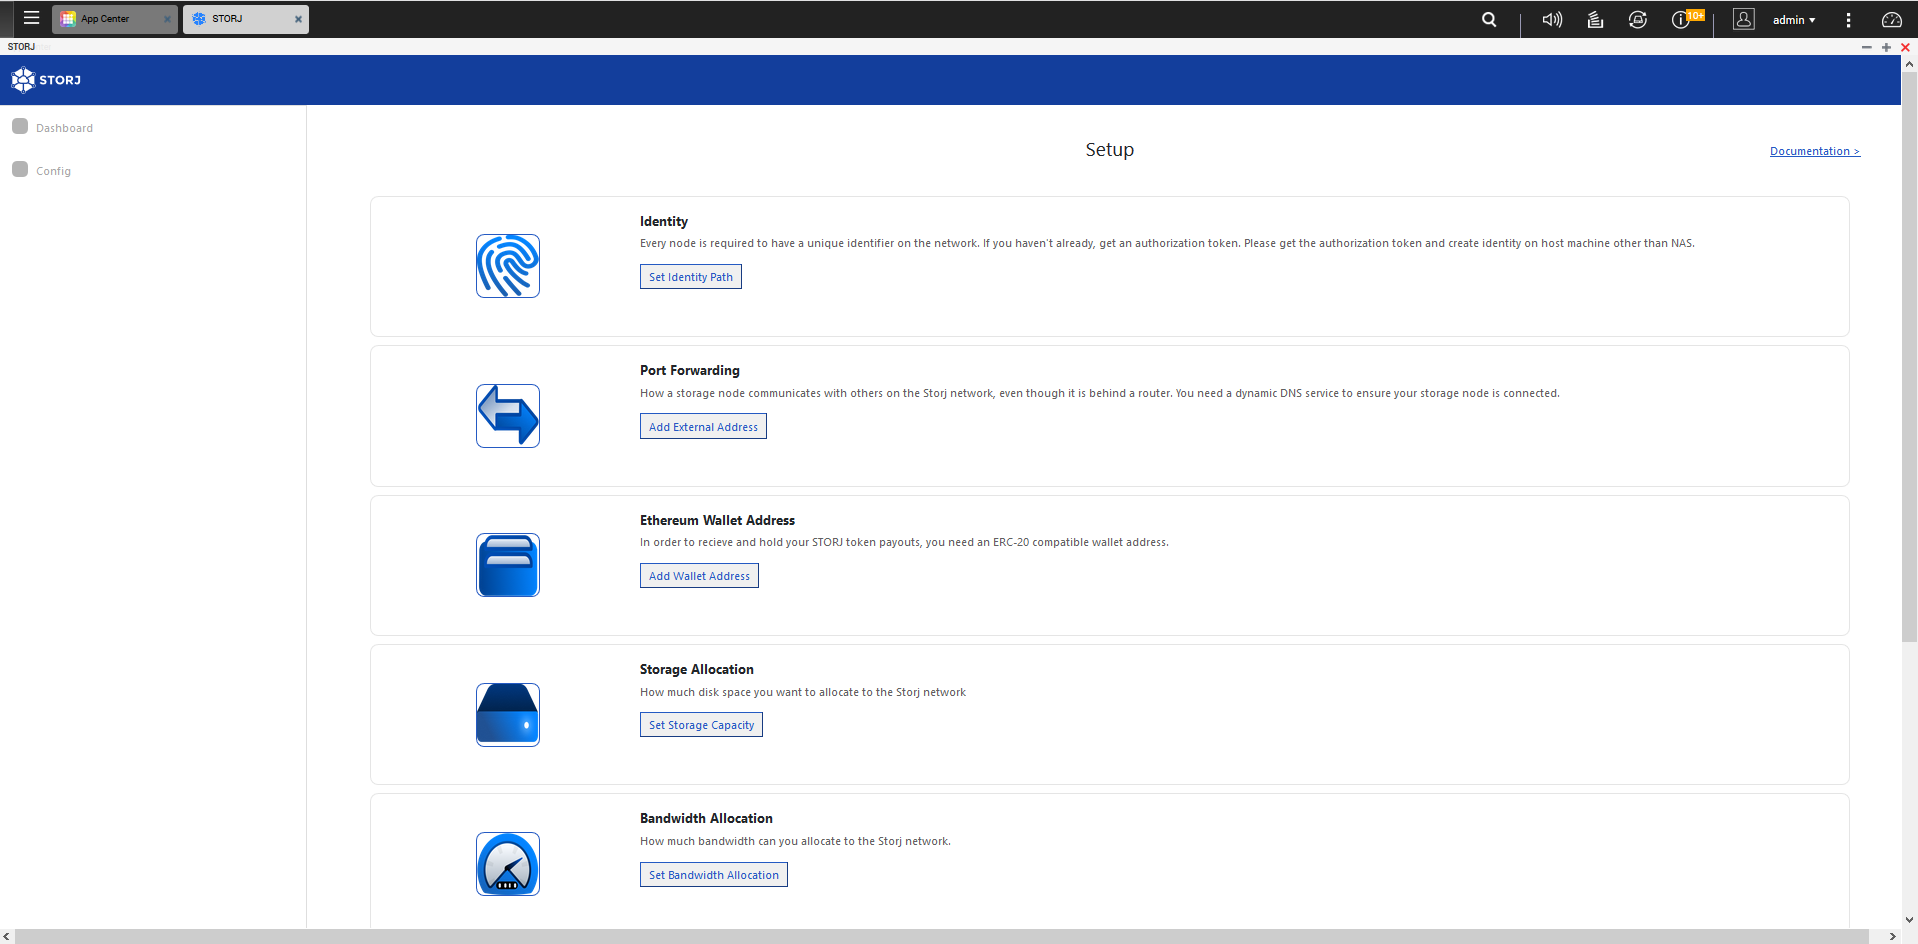 App Center
STORJ
10+
admin
STORJ
STORJ
Dashboard
Config
Setup
Documentation >
Identity
Every node is required to have a unique identifier on the network. If you haven't already, get an authorization token. Please get the authorization token and create identity on host machine other than NAS.
Set Identity Path
Port Forwarding
How a storage node communicates with others on the Storj network, even though it is behind a router. You need a dynamic DNS service to ensure your storage node is connected.
Add External Address
Ethereum Wallet Address
In order to recieve and hold your STORJ token payouts, you need an ERC-20 compatible wallet address.
Add Wallet Address
Storage Allocation
How much disk space you want to allocate to the Storj network
Set Storage Capacity
Bandwidth Allocation
How much bandwidth can you allocate to the Storj network.
Set Bandwidth Allocation